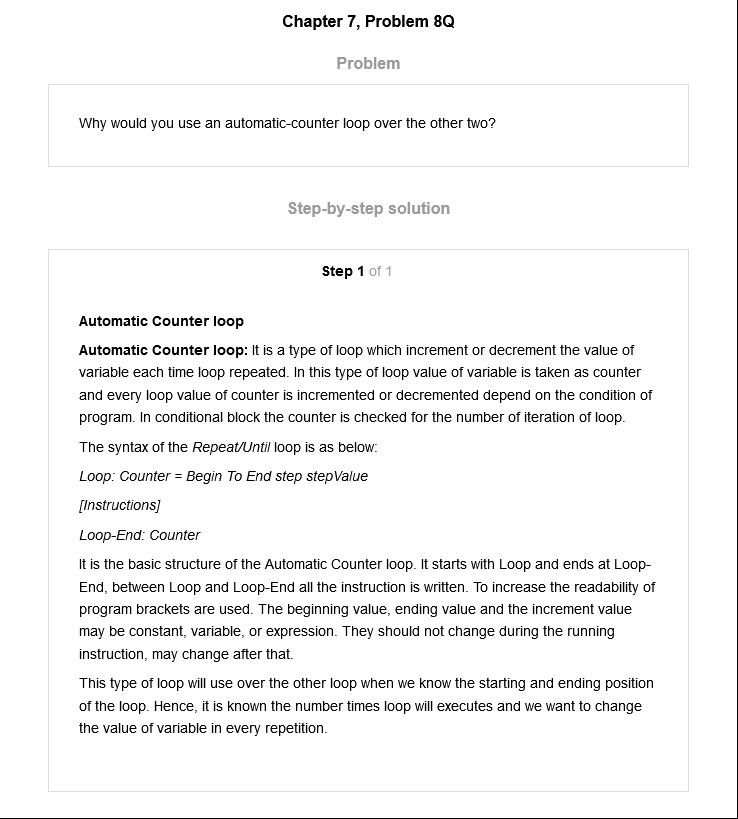 Chapter 7, Problem 8Q
Problem
Why would you use an automatic-counter loop over the other two?
Step-by-step solution
Step 1 of 1
Automatic Counter loop
Automatic Counter loop: It is a type of loop which increment or decrement the value of
variable each time loop repeated. In this type of loop value of variable is taken as counter
and every loop value of counter is incremented or decremented depend on the condition of
program. In conditional block the counter is checked for the number of iteration of loop.
The syntax of the Repeat/Until loop is as below:
Loop: Counter = Begin To End step stepValue
[Instructions]
Loop-End: Counter
It is the basic structure of the Automatic Counter loop. It starts with Loop and ends at Loop-
End, between Loop and Loop-End all the instruction is written. To increase the readability of
program brackets are used. The beginning value, ending value and the increment value
may be constant, variable, or expression. They should not change during the running
instruction, may change after that.
This type of loop will use over the other loop when we know the starting and ending position
of the loop. Hence, it is known the number times loop will executes and we want to change
the value of variable in every repetition.